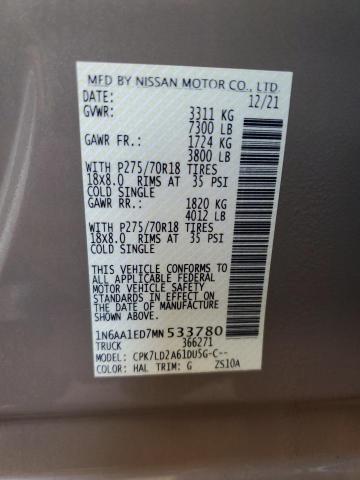 MFD BY NISSAN MOTOR CO., LTD.
DATE: 12/21
GVWR: 3311 KG
7300 LB
GAWR FR.: 1724 KG
3800 LB
WITH P275/70R18 TIRES
18x8.0 RIMS AT 35 PSI
COLD SINGLE
GAWR RR.: 1820 KG
4012 LB
WITH P275/70R18 TIRES
18x8.0 RIMS AT 35 PSI
COLD SINGLE
THIS VEHICLE CONFORMS TO
ALL APPLICABLE FEDERAL
MOTOR VEHICLE SAFETY
STANDARDS IN EFFECT ON
THE DATE OF MANUFACTURE
SHOWN ABOVE.
1N6AA1ED7MN533780
TRUCK 366271
MODEL: CPK7LD2A61DU5G-C--
COLOR: HAL TRIM: G ZS10A